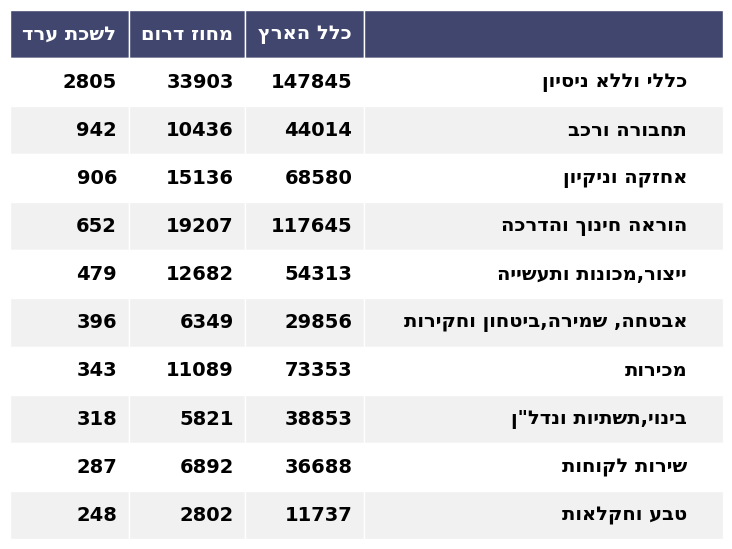 כלל הארץ מחוז דרום לשכת ערד
כללי וללא ניסיון 147845 33903 2805
תחבורה ורכב 44014 10436 942
אחזקה וניקיון 68580 15136 906
הוראה חינוך והדרכה 117645 19207 652
ייצור,מכונות ותעשייה 54313 12682 479
אבטחה, שמירה,ביטחון וחקירות 29856 6349 396
מכירות 73353 11089 343
בינוי,תשתיות ונדל"ן 38853 5821 318
שירות לקוחות 36688 6892 287
טבע וחקלאות 11737 2802 248